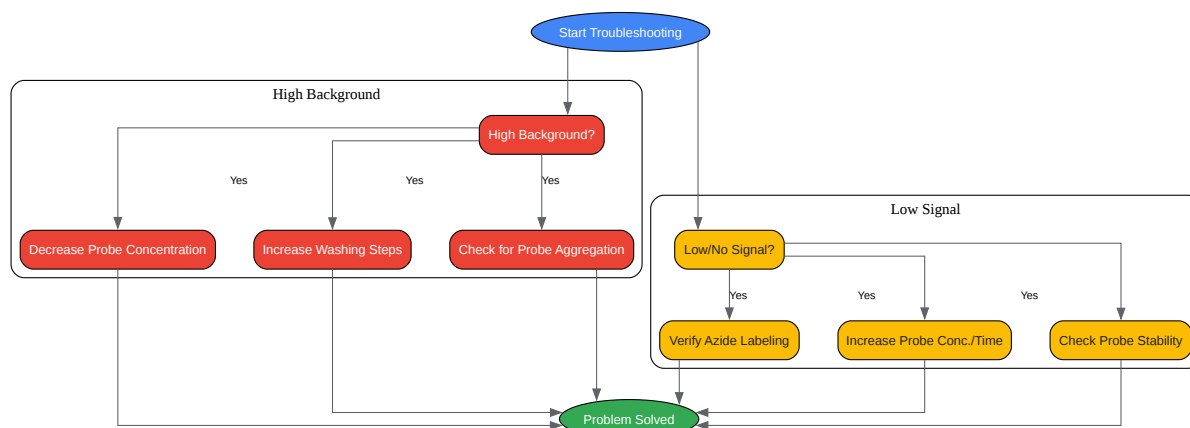 Start Troubleshooting
High Background
High Background?
Yes
Yes
Yes
Decrease Probe Concentration
Increase Washing Steps
Check for Probe Aggregation
Low Signal
Low/No Signal?
Yes
Yes
Yes
Verify Azide Labeling
Increase Probe Conc./Time
Check Probe Stability
Problem Solved